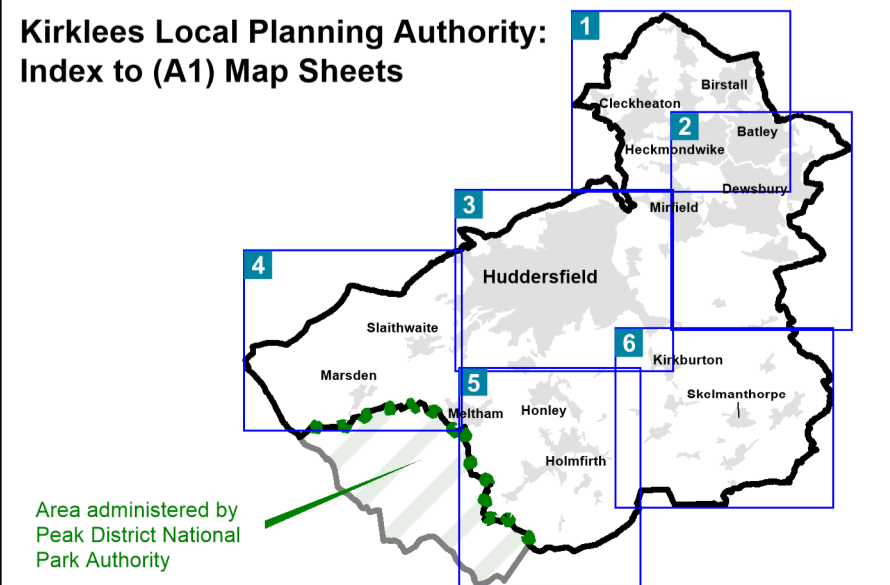 Kirklees Local Planning Authority:
Index to (A1) Map Sheets
1
Birstall
Cleckheaton
2
Batley
Heckmondwike
Dewsbury
3
Mirfield
4
Huddersfield
Slaithwaite
6
Kirkburton
Marsden
5
Skelmanthorpe
Meltham
Honley
Holmfirth
Area administered by
Peak District National
Park Authority